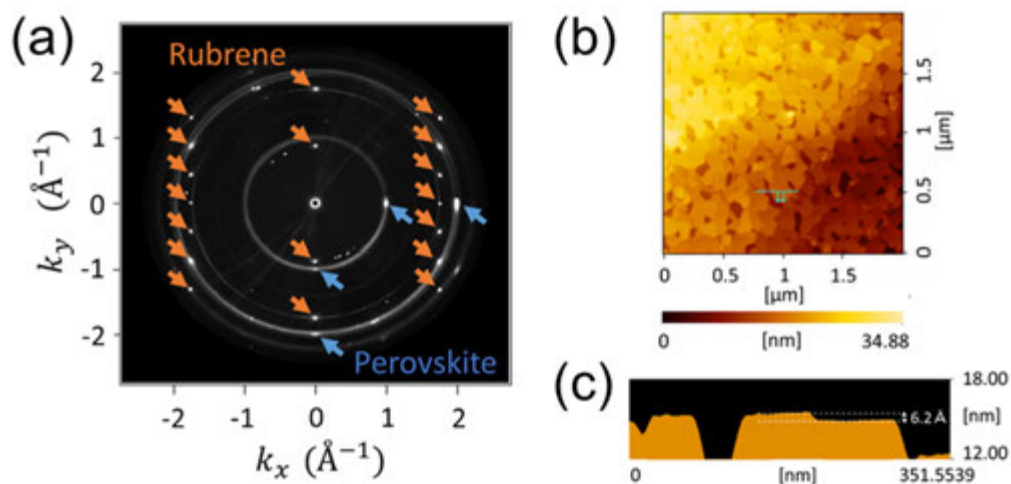 (a)
Rubrene
Perovskite
k_y (Å⁻¹)
2
1
0
-1
-2
-2 -1 0 1 2
k_x (Å⁻¹)
(b)
0 0.5 1 1.5
[µm]
0 0.5 1 1.5
[µm]
0 [nm] 34.88
(c)
18.00
6.2 Å
[nm]
12.00
0 [nm] 351.5539